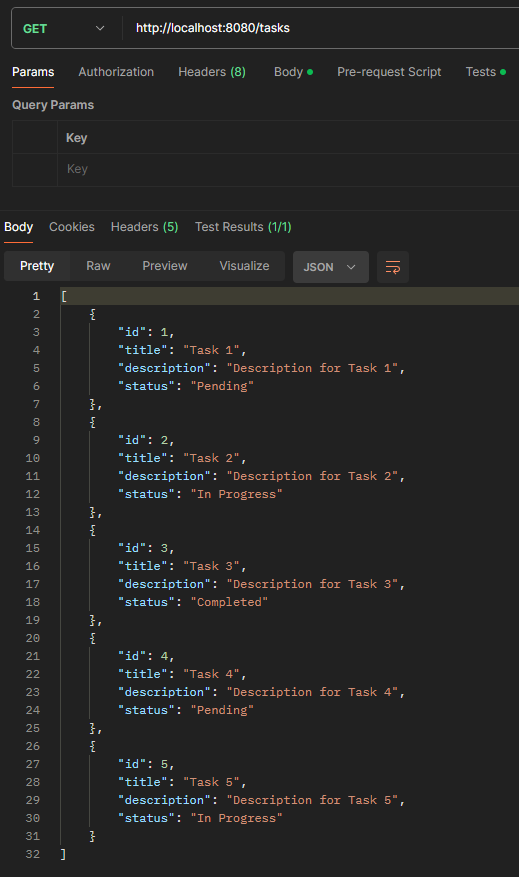 GET http://localhost:8080/tasks
Params Authorization Headers (8) Body Pre-request Script Tests
Query Params
Key
Key
Body Cookies Headers (5) Test Results (1/1)
Pretty Raw Preview Visualize JSON
1 [
2 {
3 "id": 1,
4 "title": "Task 1",
5 "description": "Description for Task 1",
6 "status": "Pending"
7 },
8 {
9 "id": 2,
10 "title": "Task 2",
11 "description": "Description for Task 2",
12 "status": "In Progress"
13 },
14 {
15 "id": 3,
16 "title": "Task 3",
17 "description": "Description for Task 3",
18 "status": "Completed"
19 },
20 {
21 "id": 4,
22 "title": "Task 4",
23 "description": "Description for Task 4",
24 "status": "Pending"
25 },
26 {
27 "id": 5,
28 "title": "Task 5",
29 "description": "Description for Task 5",
30 "status": "In Progress"
31 }
32 ]